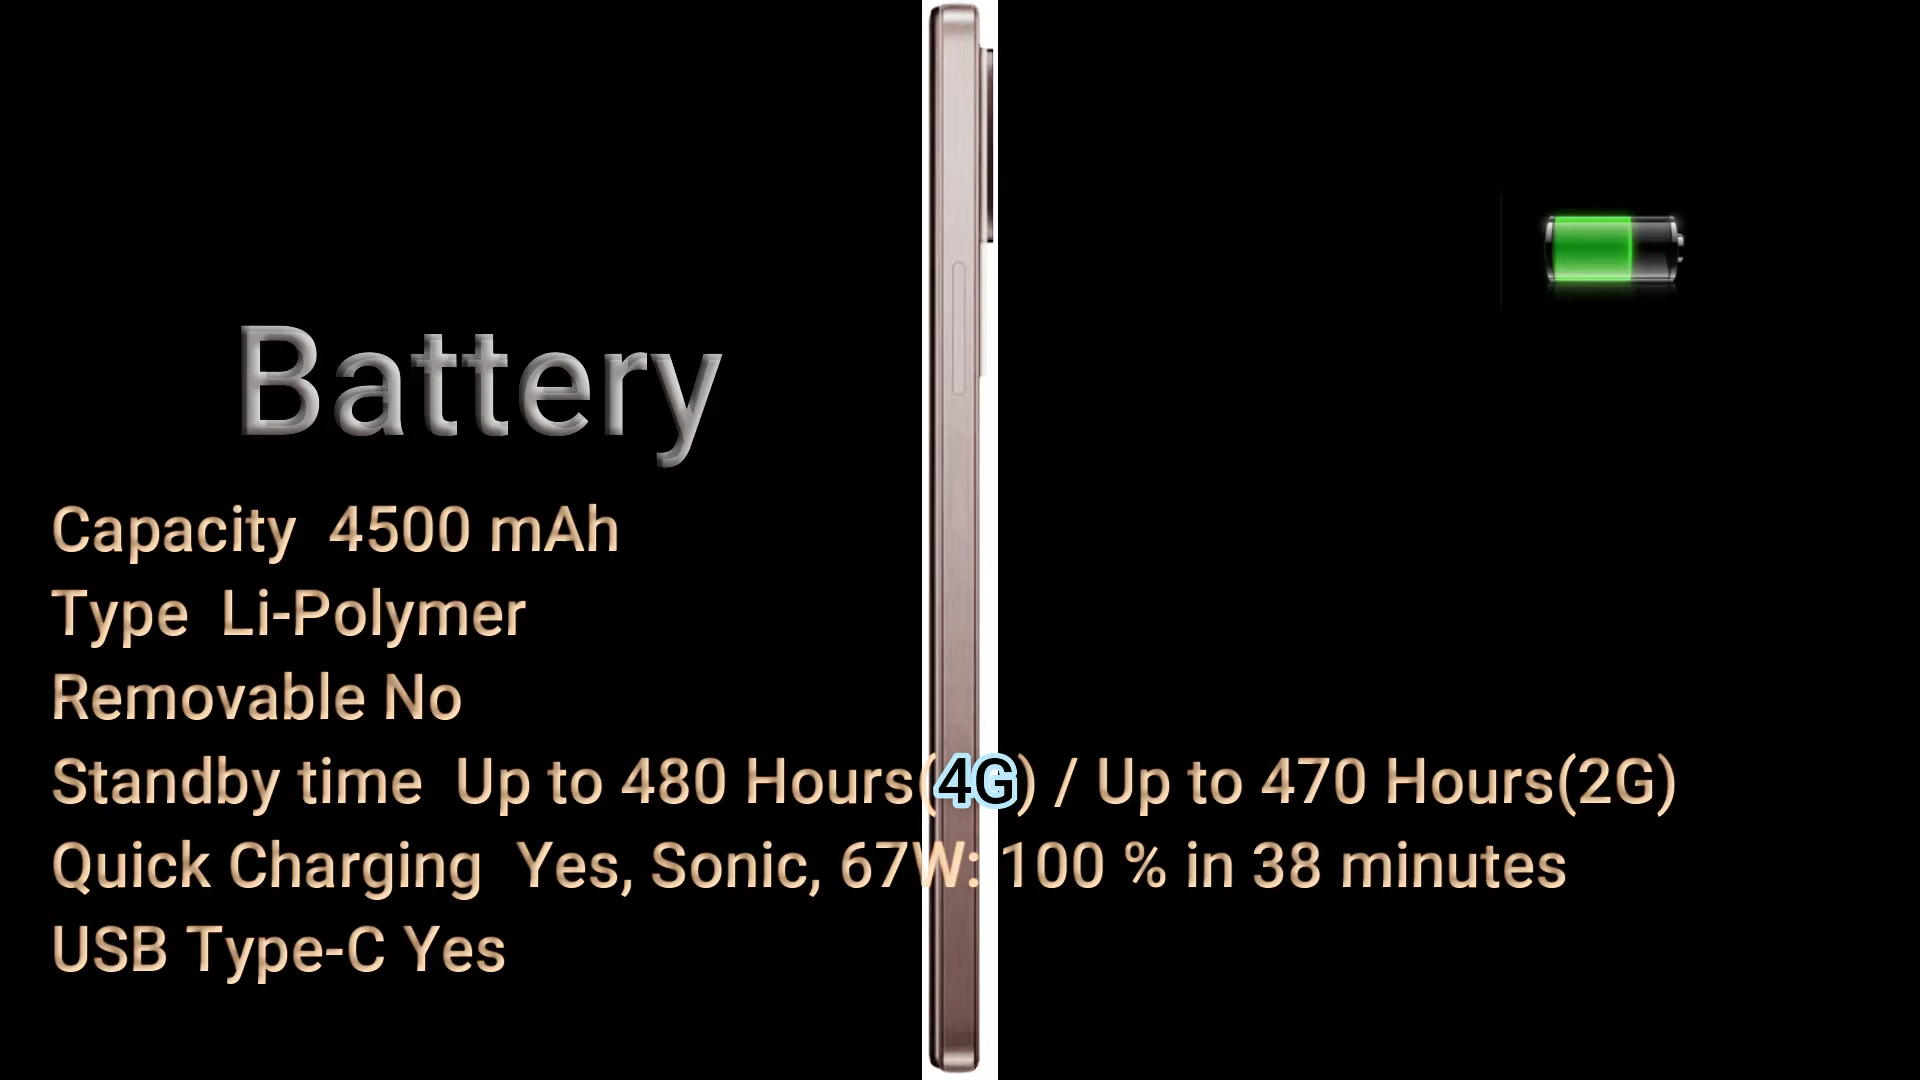 Battery
Capacity  4500 mAh
Type  Li-Polymer
Removable No
Standby time  Up to 480 Hours(4G) / Up to 470 Hours(2G)
Quick Charging  Yes, Sonic, 67W: 100 % in 38 minutes
USB Type-C Yes